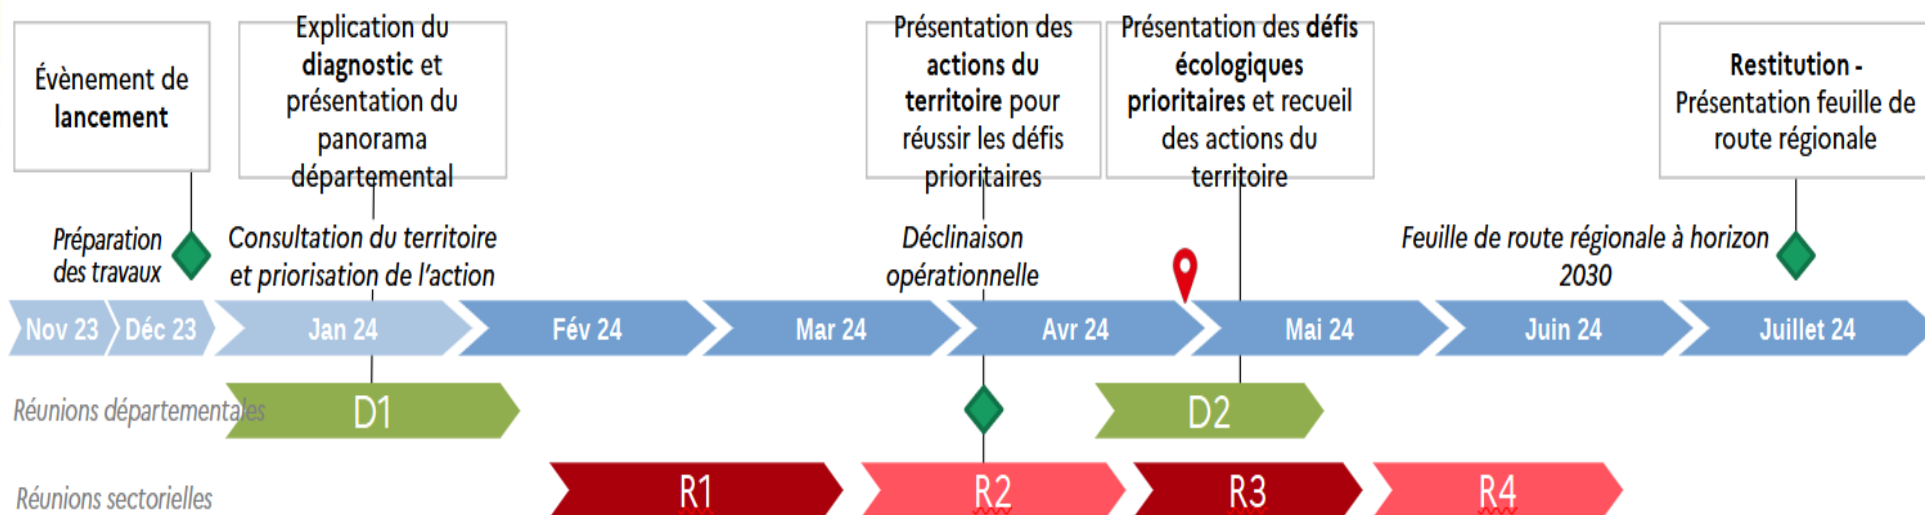 Évènement de
lancement
Explication du
diagnostic et
présentation du
panorama
départemental
Présentation des
actions du
territoire pour
réussir les défis
prioritaires
Présentation des défis
écologiques
prioritaires et recueil
des actions du
territoire
Restitution -
Présentation feuille de
route régionale
Préparation
des travaux
Consultation du territoire
et priorisation de l’action
Déclinaison
opérationnelle
Feuille de route régionale à horizon
2030
Nov 23
Déc 23
Jan 24
Fév 24
Mar 24
Avr 24
Mai 24
Juin 24
Juillet 24
Réunions départementales
D1
D2
Réunions sectorielles
R1
R2
R3
R4